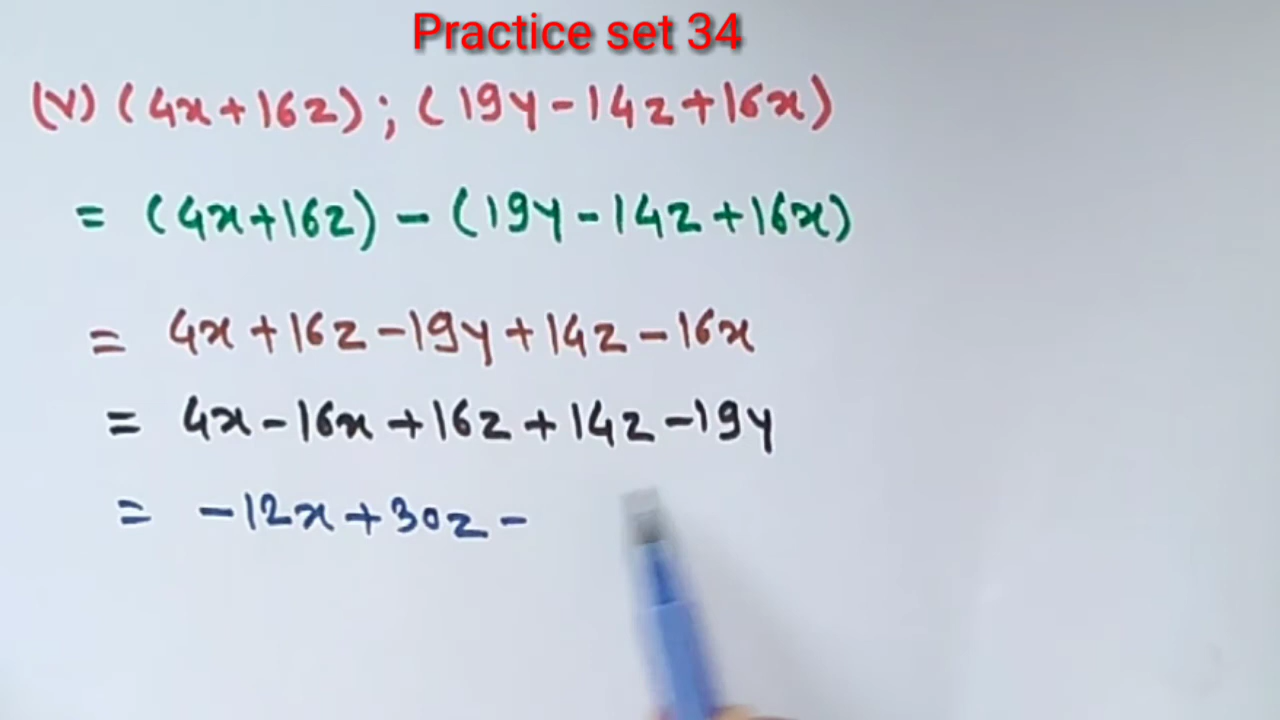 Practice set 34
(v) (4x+16z) ; (19y-14z+16x)
= (4x+16z) - (19y-14z+16x)
= 4x+16z-19y+14z-16x
= 4x-16x+16z+14z-19y
= -12x+30z-